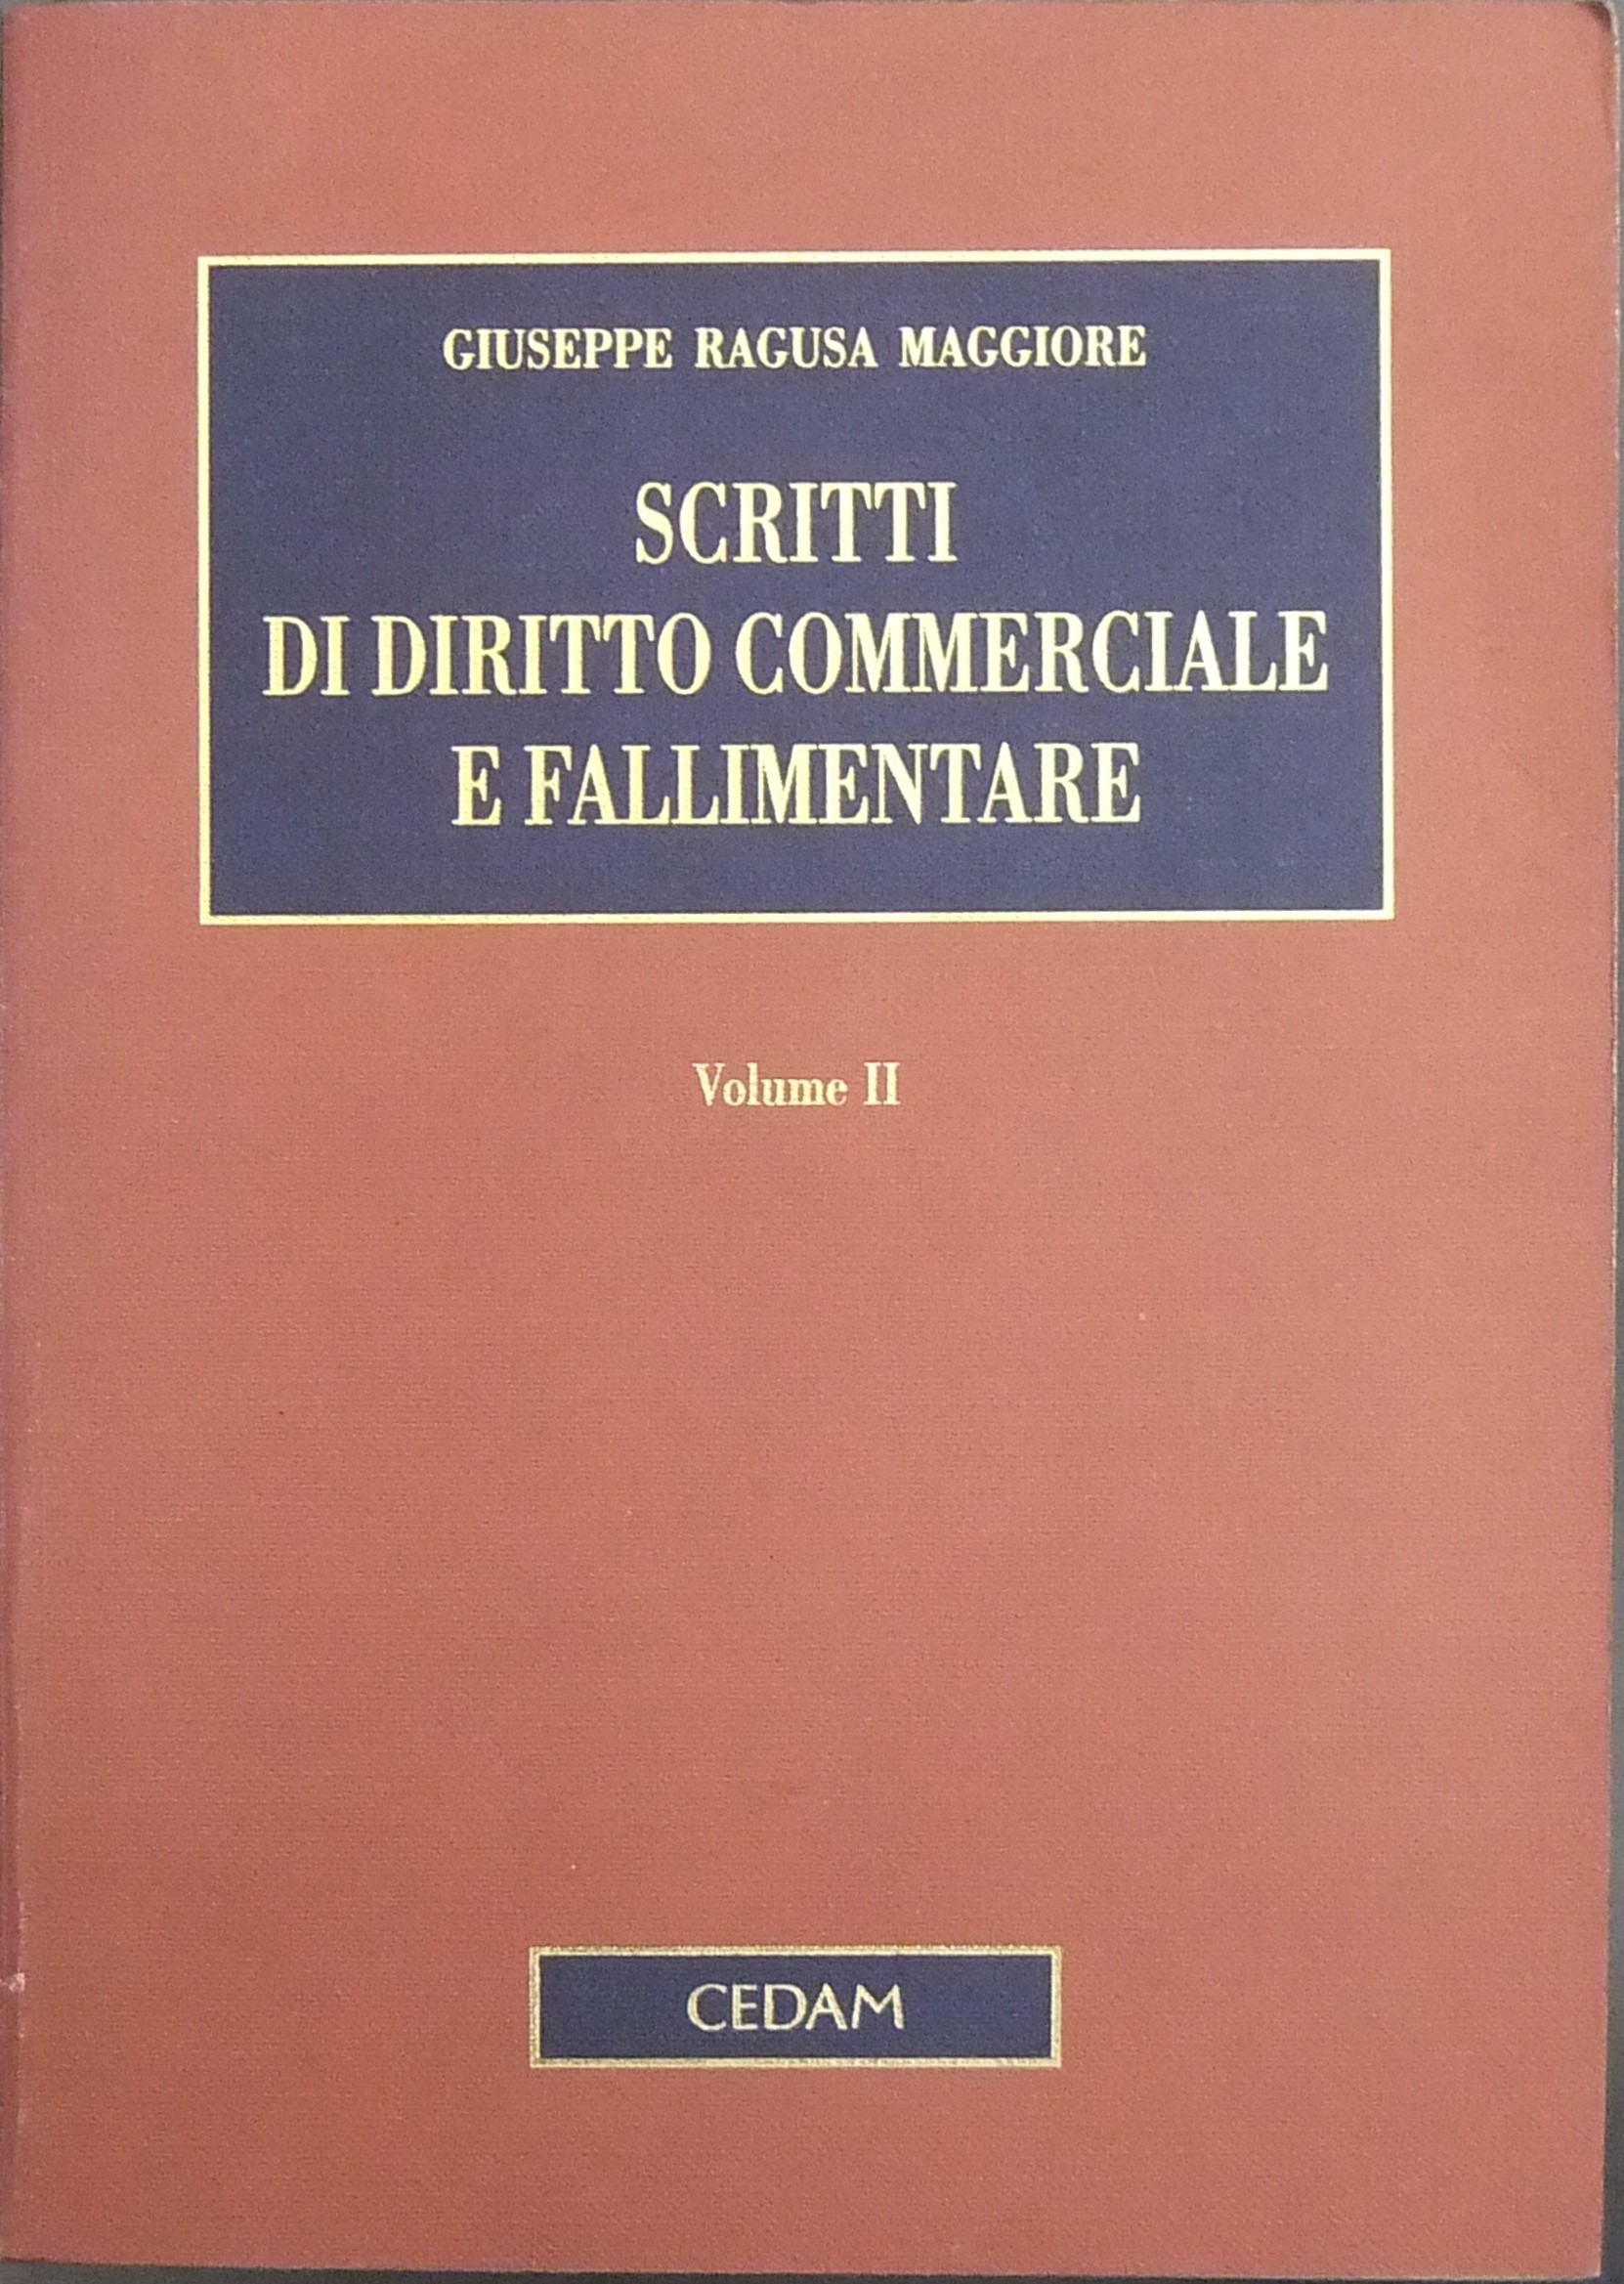 GIUSEPPE RAGUSA MAGGIORE
SCRITTI
DI DIRITTO COMMERCIALE
E FALLIMENTARE
Volume II
CEDAM